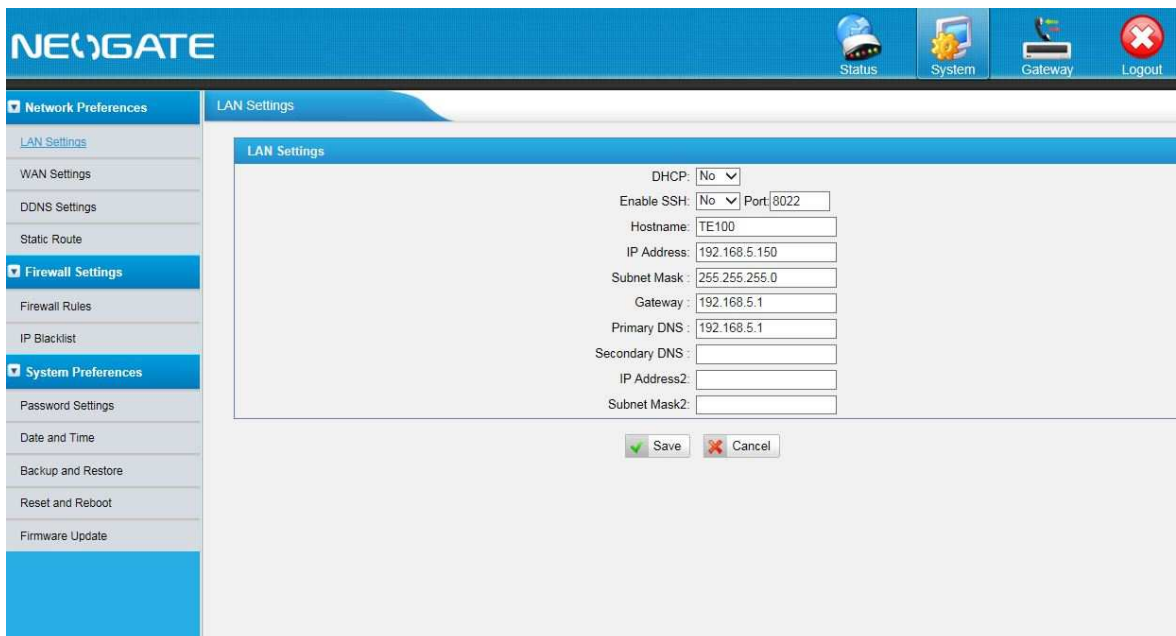 NEOGATE
Status
System
Gateway
Logout
Network Preferences
LAN Settings
WAN Settings
DDNS Settings
Static Route
Firewall Settings
Firewall Rules
IP Blacklist
System Preferences
Password Settings
Date and Time
Backup and Restore
Reset and Reboot
Firmware Update
LAN Settings
LAN Settings
DHCP: No
Enable SSH: No Port: 8022
Hostname: TE100
IP Address: 192.168.5.150
Subnet Mask : 255.255.255.0
Gateway : 192.168.5.1
Primary DNS : 192.168.5.1
Secondary DNS :
IP Address2:
Subnet Mask2:
Save Cancel